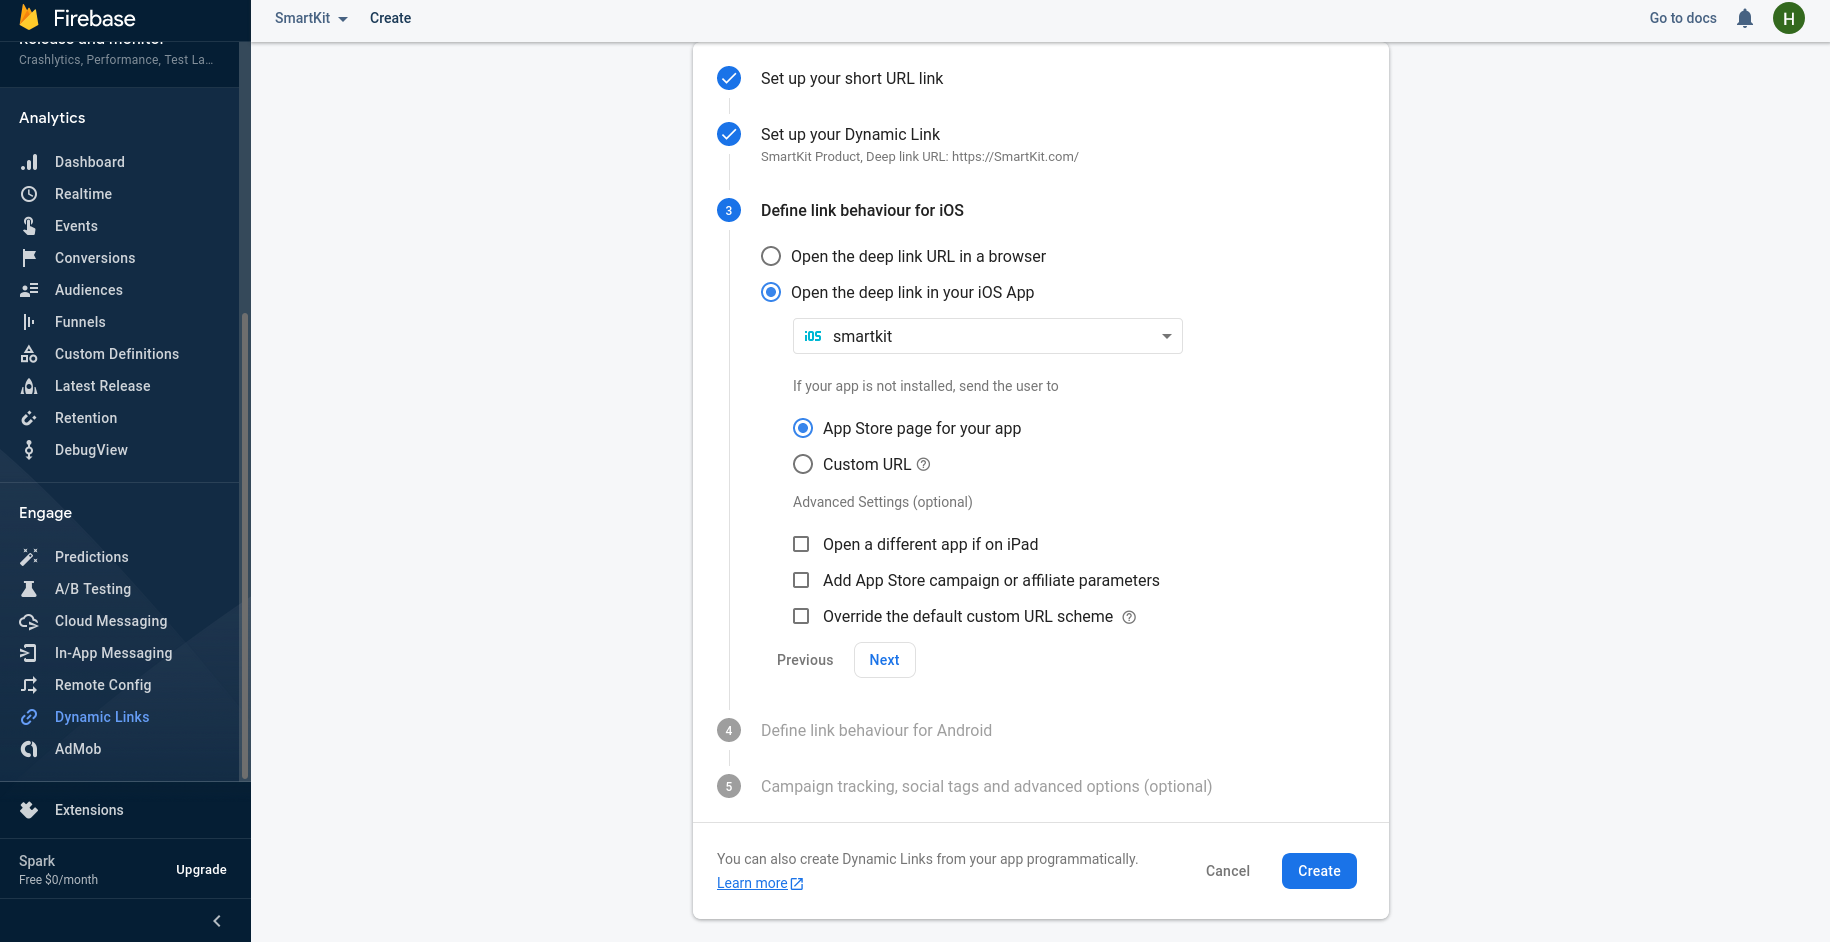 Firebase
SmartKit
Create
Go to docs
H
Release and monitor
Crashlytics, Performance, Test La...
Analytics
Dashboard
Realtime
Events
Conversions
Audiences
Funnels
Custom Definitions
Latest Release
Retention
DebugView
Engage
Predictions
A/B Testing
Cloud Messaging
In-App Messaging
Remote Config
Dynamic Links
AdMob
Extensions
Spark
Free $0/month
Upgrade
Set up your short URL link
Set up your Dynamic Link
SmartKit Product, Deep link URL: https://SmartKit.com/
3 Define link behaviour for iOS
Open the deep link URL in a browser
Open the deep link in your iOS App
iOS smartkit
If your app is not installed, send the user to
App Store page for your app
Custom URL ?
Advanced Settings (optional)
Open a different app if on iPad
Add App Store campaign or affiliate parameters
Override the default custom URL scheme ?
Previous Next
4 Define link behaviour for Android
5 Campaign tracking, social tags and advanced options (optional)
You can also create Dynamic Links from your app programmatically.
Learn more
Cancel Create